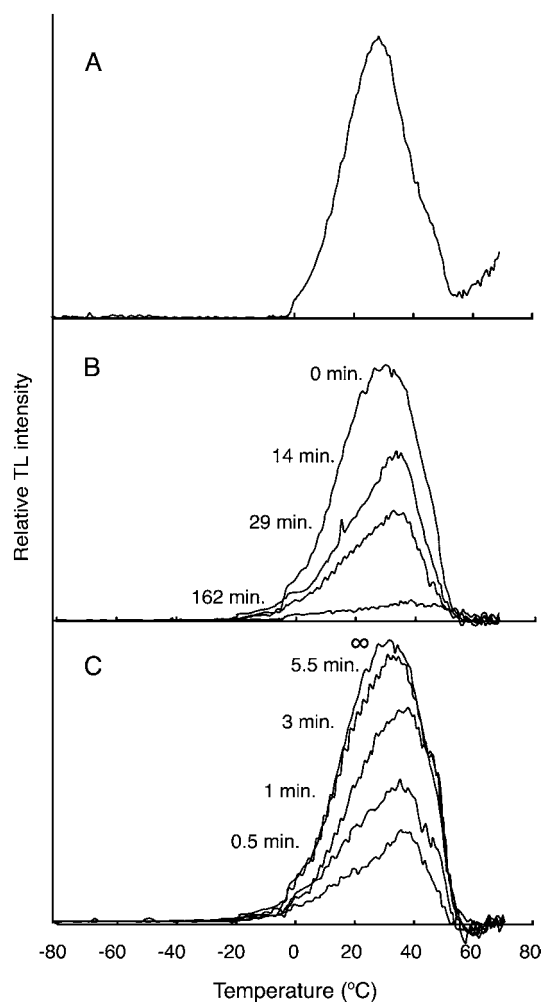 A
B
0 min.
14 min.
29 min.
162 min.
Relative TL intensity
C
∞
5.5 min.
3 min.
1 min.
0.5 min.
-80 -60 -40 -20 0 20 40 60 80
Temperature (ºC)